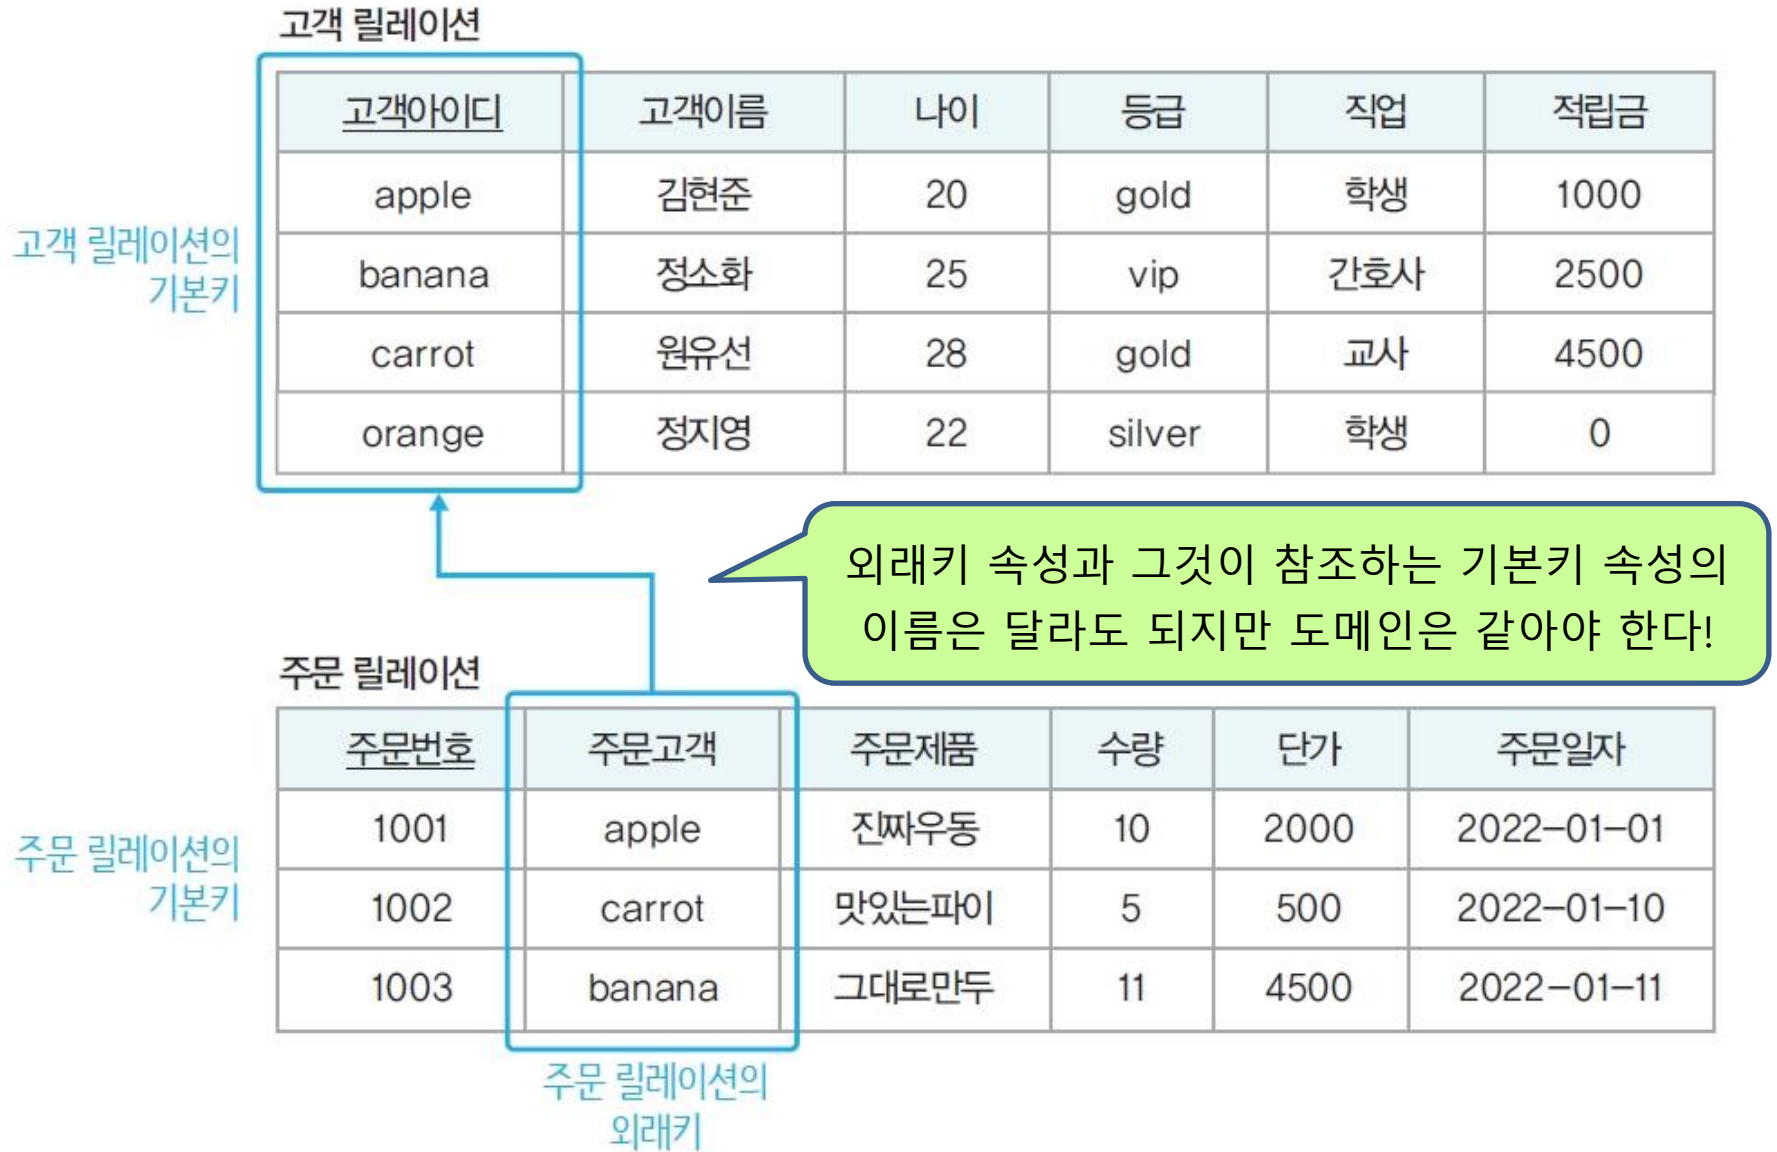 고객 릴레이션
고객아이디 고객이름 나이 등급 직업 적립금
apple 김현준 20 gold 학생 1000
banana 정소화 25 vip 간호사 2500
carrot 원유선 28 gold 교사 4500
orange 정지영 22 silver 학생 0
고객 릴레이션의
기본키
외래키 속성과 그것이 참조하는 기본키 속성의
이름은 달라도 되지만 도메인은 같아야 한다!
주문 릴레이션
주문번호 주문고객 주문제품 수량 단가 주문일자
1001 apple 진짜우동 10 2000 2022-01-01
1002 carrot 맛있는파이 5 500 2022-01-10
1003 banana 그대로만두 11 4500 2022-01-11
주문 릴레이션의
기본키
주문 릴레이션의
외래키